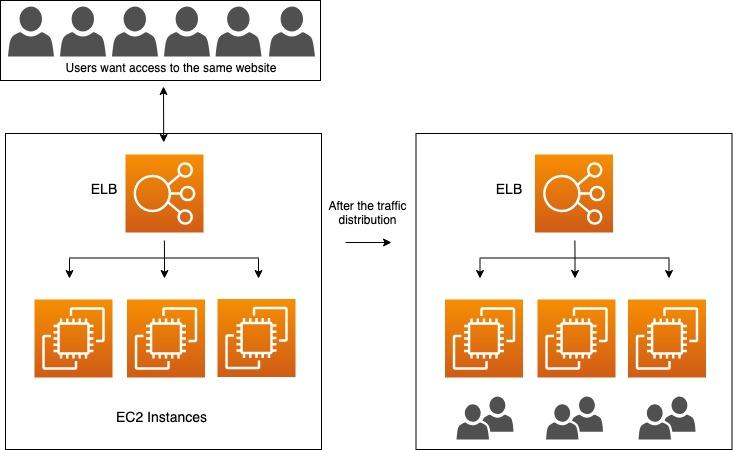 Users want access to the same website
ELB
After the traffic
distribution
ELB
EC2 Instances